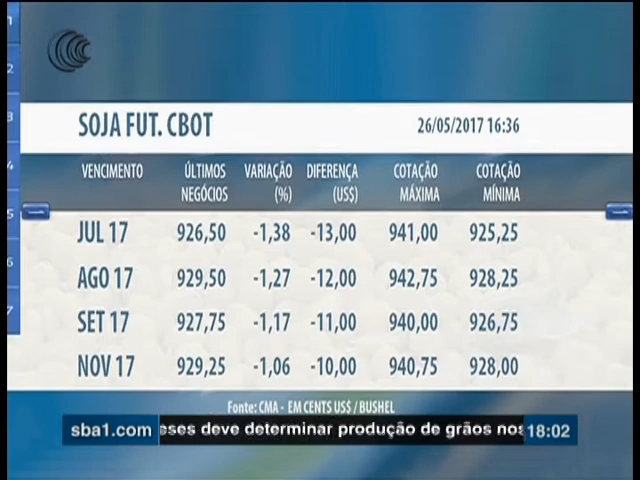 SOJA FUT. CBOT 26/05/2017 16:36
VENCIMENTO ÚLTIMOS NEGÓCIOS VARIAÇÃO (%) DIFERENÇA (US$) COTAÇÃO MÁXIMA COTAÇÃO MÍNIMA
JUL 17 926,50 -1,38 -13,00 941,00 925,25
AGO 17 929,50 -1,27 -12,00 942,75 928,25
SET 17 927,75 -1,17 -11,00 940,00 926,75
NOV 17 929,25 -1,06 -10,00 940,75 928,00
Fonte: CMA - EM CENTS US$ / BUSHEL
sba1.com eses deve determinar produção de grãos nos 18:02